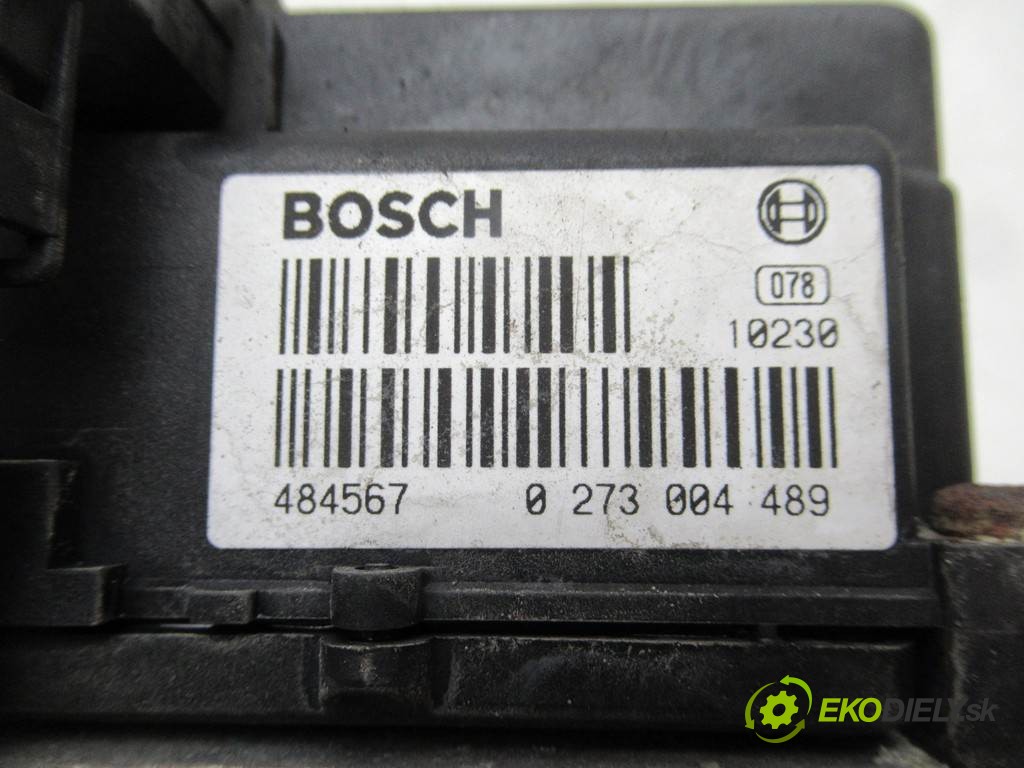 BOSCH
078
10230
484567 0 273 004 489
EKODIELY.sk